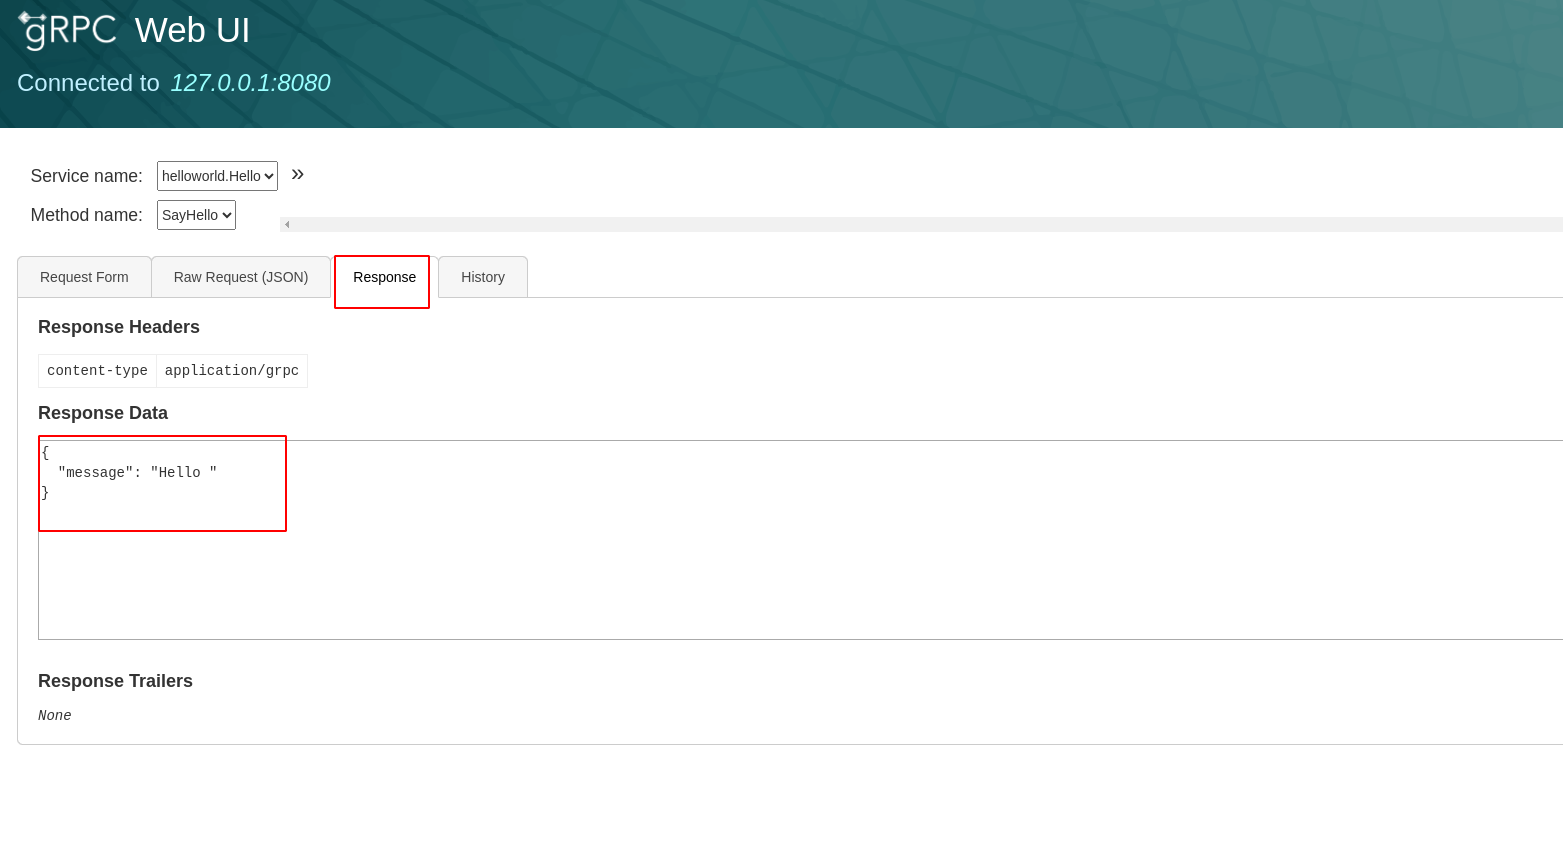 gRPC Web UI
Connected to 127.0.0.1:8080
Service name: helloworld.Hello »
Method name: SayHello
Request Form Raw Request (JSON) Response History
Response Headers
content-type application/grpc
Response Data
{
  "message": "Hello "
}
Response Trailers
None